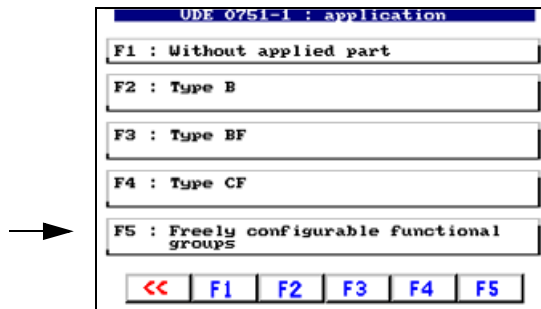 VDE 0751-1 : application
F1 : Without applied part
F2 : Type B
F3 : Type BF
F4 : Type CF
F5 : Freely configurable functional
groups
<< F1 F2 F3 F4 F5